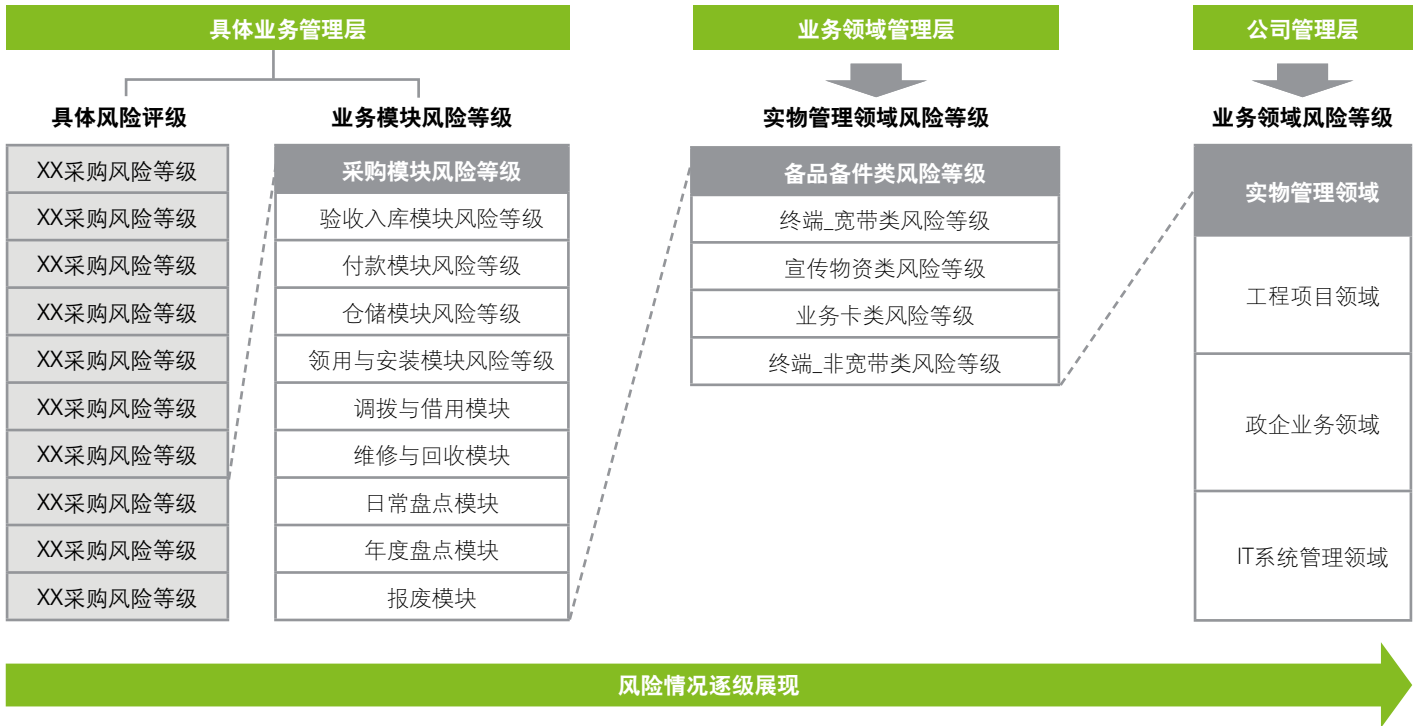 具体业务管理层
业务领域管理层
公司管理层
具体风险评级
业务模块风险等级
实物管理领域风险等级
业务领域风险等级
XX采购风险等级
XX采购风险等级
XX采购风险等级
XX采购风险等级
XX采购风险等级
XX采购风险等级
XX采购风险等级
XX采购风险等级
XX采购风险等级
XX采购风险等级
采购模块风险等级
验收入库模块风险等级
付款模块风险等级
仓储模块风险等级
领用与安装模块风险等级
调拨与借用模块
维修与回收模块
日常盘点模块
年度盘点模块
报废模块
备品备件类风险等级
终端_宽带类风险等级
宣传物资类风险等级
业务卡类风险等级
终端_非宽带类风险等级
实物管理领域
工程项目领域
政企业务领域
IT系统管理领域
风险情况逐级展现